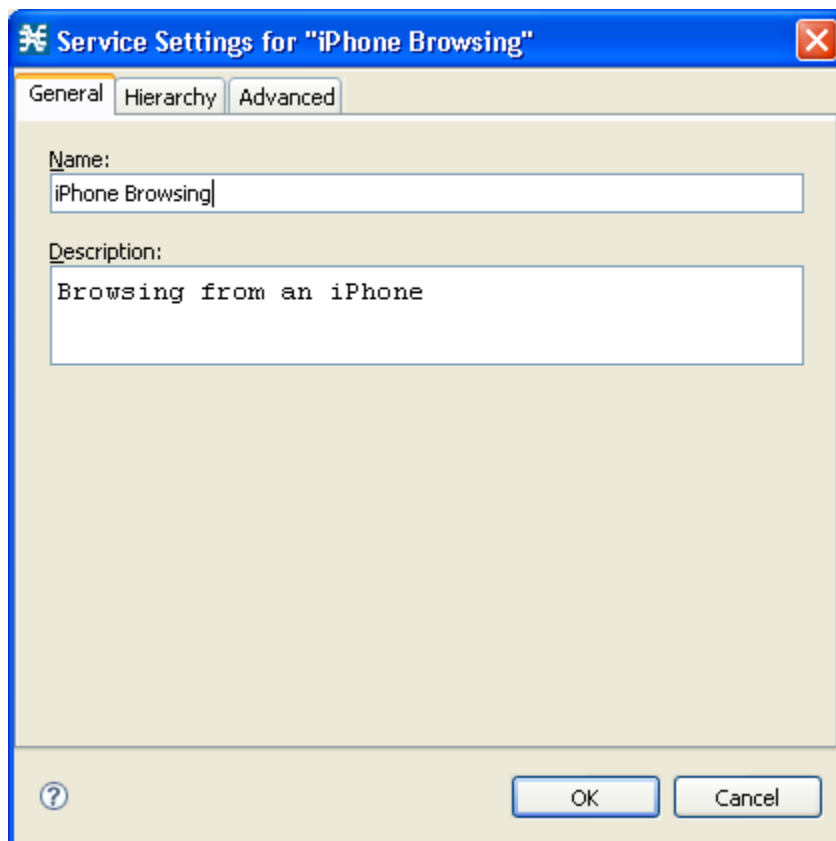 Service Settings for "iPhone Browsing"
General Hierarchy Advanced
Name:
iPhone Browsing
Description:
Browsing from an iPhone
?
OK Cancel